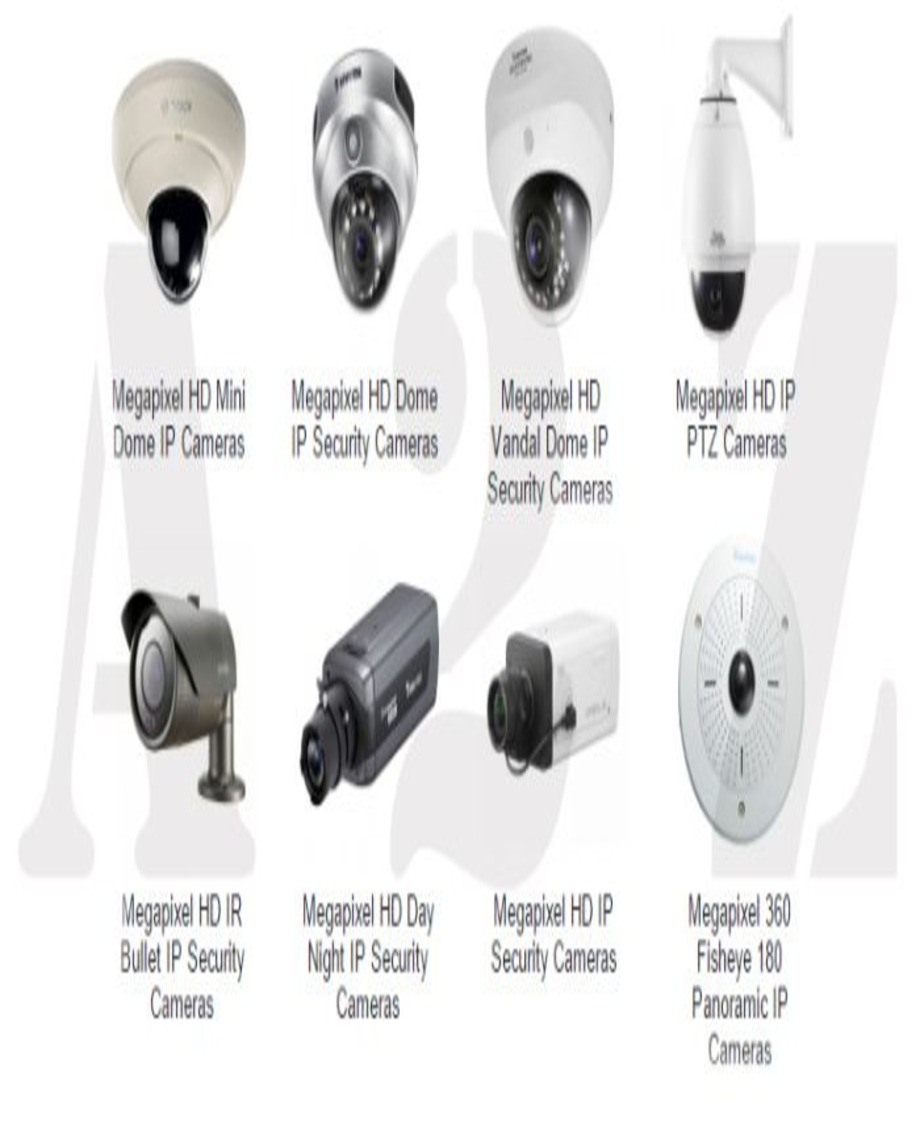 Megapixel HD Mini
Dome IP Cameras
Megapixel HD Dome
IP Security Cameras
Megapixel HD
Vandal Dome IP
Security Cameras
Megapixel HD IP
PTZ Cameras
Megapixel HD IR
Bullet IP Security
Cameras
Megapixel HD Day
Night IP Security
Cameras
Megapixel HD IP
Security Cameras
Megapixel 360
Fisheye 180
Panoramic IP
Cameras
A2Z